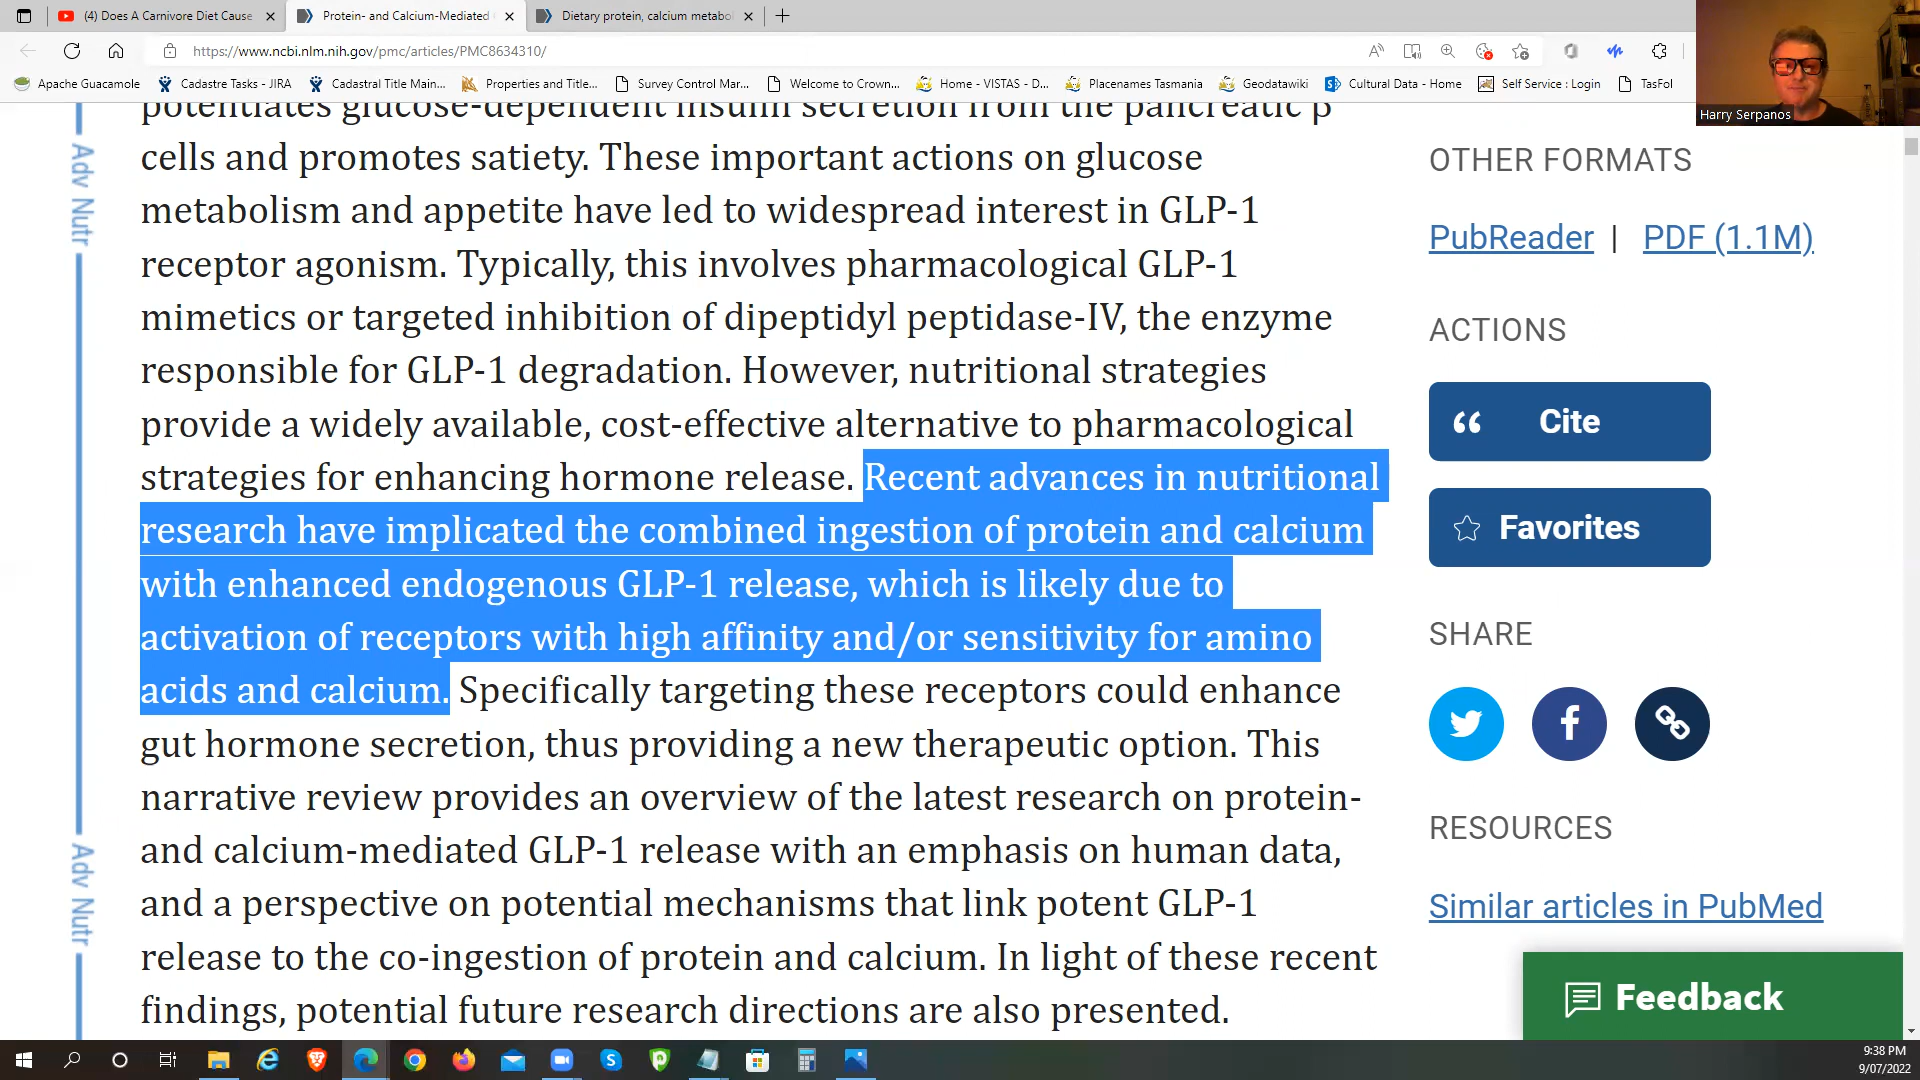 (4) Does A Carnivore Diet Cause
Protein- and Calcium-Mediated
Dietary protein, calcium metabo
https://www.ncbi.nlm.nih.gov/pmc/articles/PMC8634310/
Apache Guacamole
Cadastre Tasks - JIRA
Cadastral Title Main...
Properties and Title...
Survey Control Mar...
Welcome to Crown...
Home - VISTAS - D...
Placenames Tasmania
Geodatawiki
Cultural Data - Home
Self Service : Login
TasFol
Harry Serpanos
Adv Nutr
Adv Nutr
potentiates glucose-dependent insulin secretion from the pancreatic β
cells and promotes satiety. These important actions on glucose
metabolism and appetite have led to widespread interest in GLP-1
receptor agonism. Typically, this involves pharmacological GLP-1
mimetics or targeted inhibition of dipeptidyl peptidase-IV, the enzyme
responsible for GLP-1 degradation. However, nutritional strategies
provide a widely available, cost-effective alternative to pharmacological
strategies for enhancing hormone release. Recent advances in nutritional
research have implicated the combined ingestion of protein and calcium
with enhanced endogenous GLP-1 release, which is likely due to
activation of receptors with high affinity and/or sensitivity for amino
acids and calcium. Specifically targeting these receptors could enhance
gut hormone secretion, thus providing a new therapeutic option. This
narrative review provides an overview of the latest research on protein-
and calcium-mediated GLP-1 release with an emphasis on human data,
and a perspective on potential mechanisms that link potent GLP-1
release to the co-ingestion of protein and calcium. In light of these recent
findings, potential future research directions are also presented.
OTHER FORMATS
PubReader | PDF (1.1M)
ACTIONS
Cite
Favorites
SHARE
RESOURCES
Similar articles in PubMed
Feedback
9:38 PM
9/07/2022